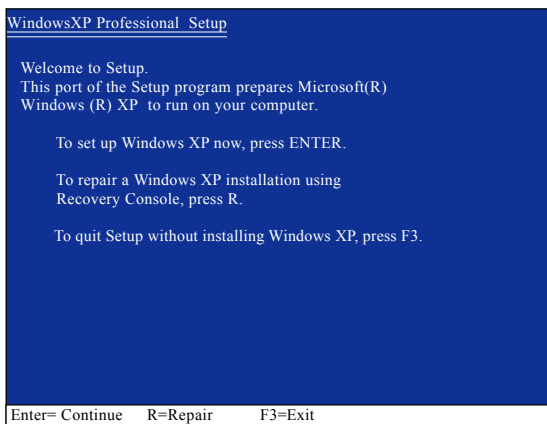 WindowsXP Professional Setup
Welcome to Setup.
This port of the Setup program prepares Microsoft(R)
Windows (R) XP to run on your computer.
To set up Windows XP now, press ENTER.
To repair a Windows XP installation using
Recovery Console, press R.
To quit Setup without installing Windows XP, press F3.
Enter= Continue R=Repair F3=Exit